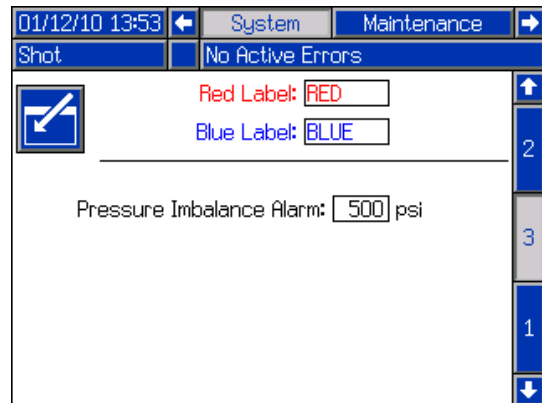 01/12/10 13:53 System Maintenance
Shot No Active Errors
Red Label: RED
Blue Label: BLUE
2
Pressure Imbalance Alarm: 500 psi
3
1